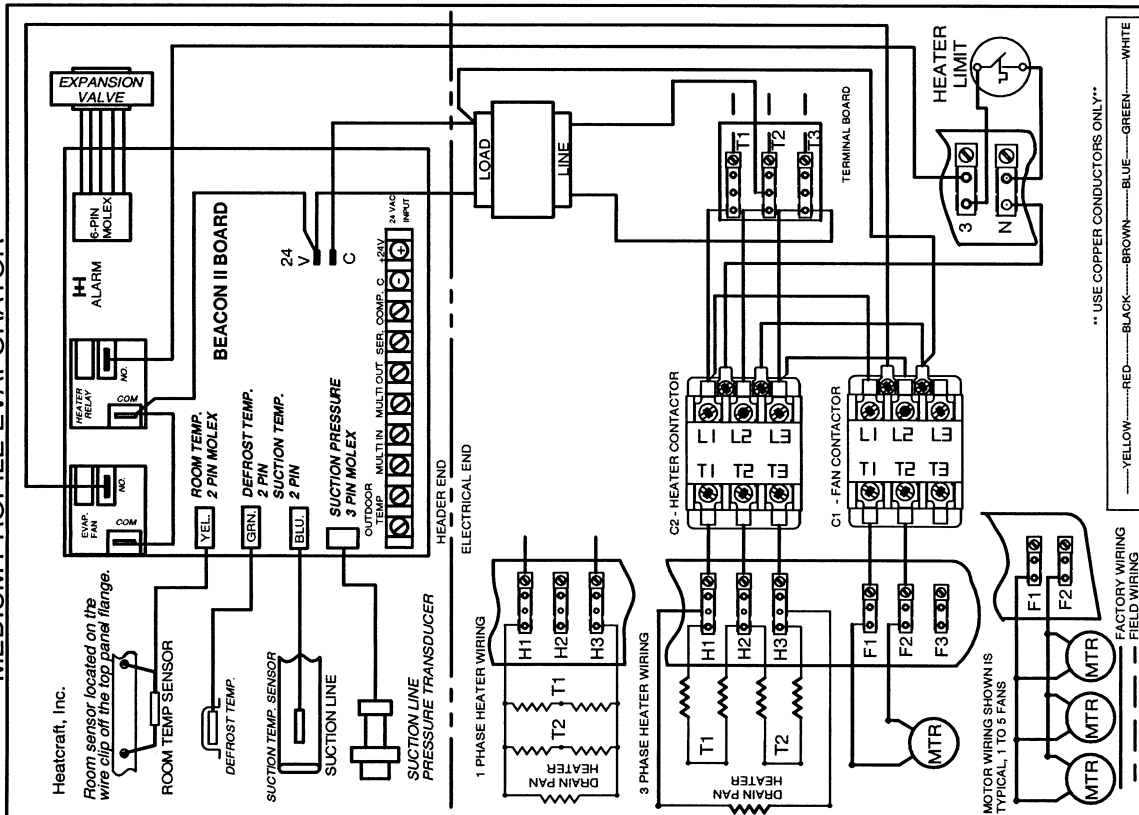 MEDIUM PROFILE EVAPORATOR
EXPANSION
VALVE
6-PIN
MOLEX
ALARM
HEATER
RELAY
NO.
COM
EVAP.
FAN
NO.
COM
BEACON II BOARD
24
V
C
24 VAC
INPUT
+24V
C
COMP.
SER.
MULTI OUT
MULTI IN
OUTDOOR
TEMP
YEL.
ROOM TEMP.
2 PIN MOLEX
GRN.
DEFROST TEMP.
2 PIN
BLU.
SUCTION TEMP.
2 PIN
SUCTION PRESSURE
3 PIN MOLEX
HEADER END
ELECTRICAL END
Heatcraft, Inc.
Room sensor located on the
wire clip off the top panel flange.
ROOM TEMP SENSOR
DEFROST TEMP.
SUCTION TEMP. SENSOR
SUCTION LINE
SUCTION LINE
PRESSURE TRANSDUCER
LOAD
LINE
T1
T2
T3
TERMINAL BOARD
HEATER
LIMIT
3
N
C2 - HEATER CONTACTOR
L1
L2
L3
T1
T2
T3
C1 - FAN CONTACTOR
L1
L2
L3
T1
T2
T3
1 PHASE HEATER WIRING
H1
H2
H3
T1
T2
DRAIN PAN
HEATER
3 PHASE HEATER WIRING
H1
H2
H3
F1
F2
F3
T1
T2
DRAIN PAN
HEATER
MTR
MOTOR WIRING SHOWN IS
TYPICAL, 1 TO 5 FANS
F1
F2
MTR
MTR
MTR
FACTORY WIRING
FIELD WIRING
** USE COPPER CONDUCTORS ONLY**
YELLOW RED BLACK BROWN BLUE GREEN WHITE